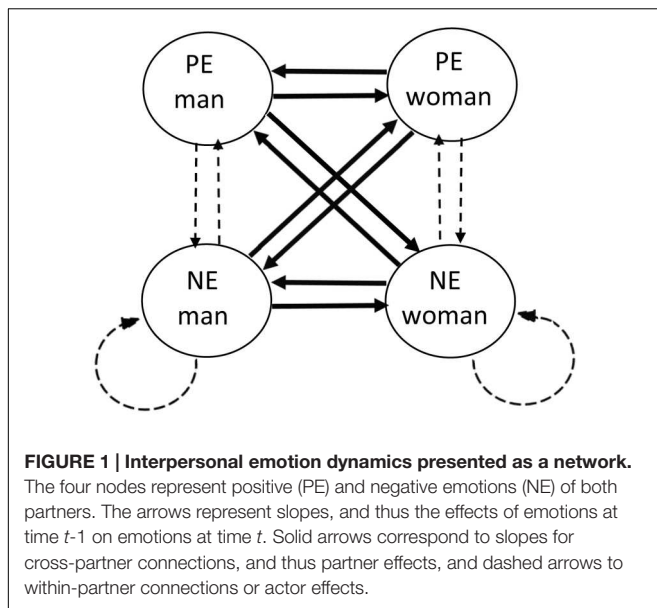 PE
man
PE
woman
NE
man
NE
woman
FIGURE 1 | Interpersonal emotion dynamics presented as a network.
The four nodes represent positive (PE) and negative emotions (NE) of both
partners. The arrows represent slopes, and thus the effects of emotions at
time t-1 on emotions at time t. Solid arrows correspond to slopes for
cross-partner connections, and thus partner effects, and dashed arrows to
within-partner connections or actor effects.